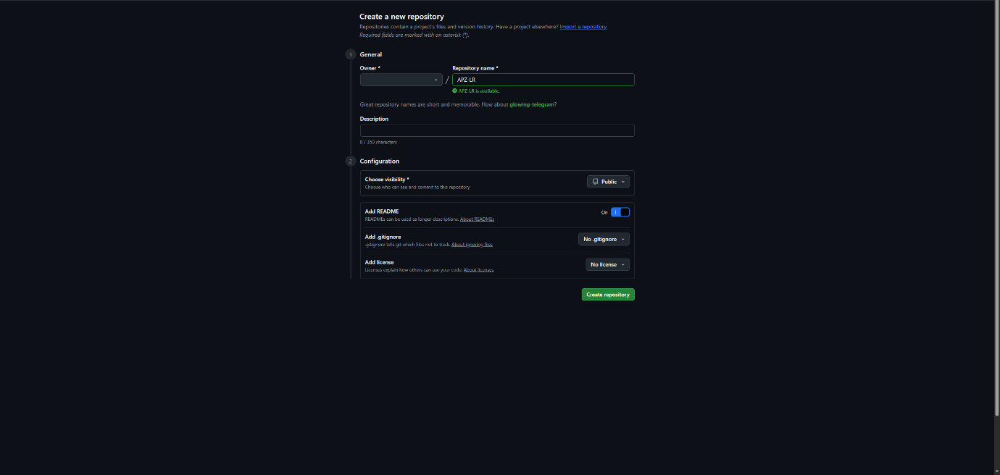 Create a new repository
Repositories contain a project's files and version history. Have a project elsewhere? Import a repository.
Required fields are marked with an asterisk (*).
1 General
Owner * Repository name *
/ APZ-LR
APZ-LR is available.
Great repository names are short and memorable. How about glowing-telegram?
Description
0 / 350 characters
2 Configuration
Choose visibility *
Choose who can see and commit to this repository
Public
Add README
READMEs can be used as longer descriptions. About READMEs
On
Add .gitignore
.gitignore tells git which files not to track. About ignoring files
No .gitignore
Add license
Licenses explain how others can use your code. About licenses
No license
Create repository